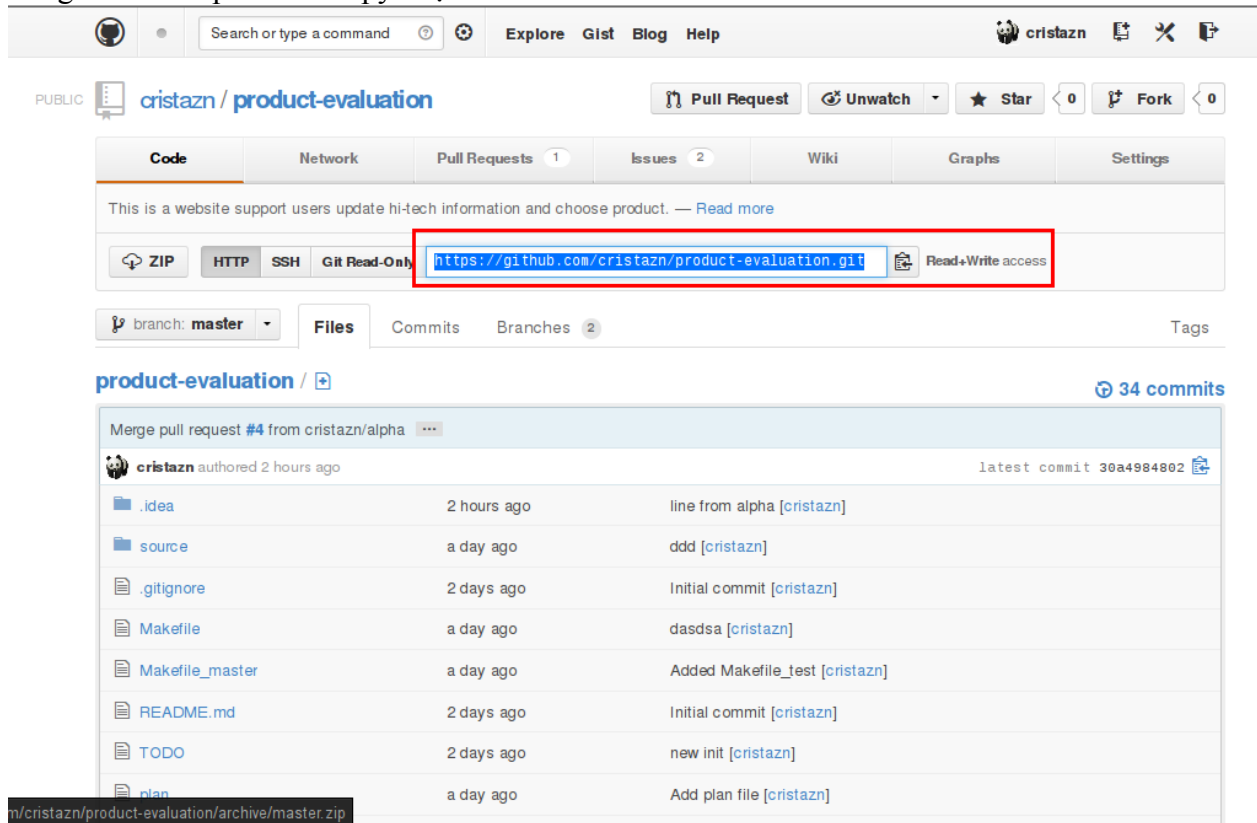 Search or type a command Explore Gist Blog Help cristazn
PUBLIC cristazn / product-evaluation Pull Request Unwatch Star 0 Fork 0
Code Network Pull Requests 1 Issues 2 Wiki Graphs Settings
This is a website support users update hi-tech information and choose product. — Read more
ZIP HTTP SSH Git Read-Only https://github.com/cristazn/product-evaluation.git Read+Write access
branch: master Files Commits Branches 2 Tags
product-evaluation / 34 commits
Merge pull request #4 from cristazn/alpha ...
cristazn authored 2 hours ago latest commit 30a4984802
.idea 2 hours ago line from alpha [cristazn]
source a day ago ddd [cristazn]
.gitignore 2 days ago Initial commit [cristazn]
Makefile a day ago dasdsa [cristazn]
Makefile_master a day ago Added Makefile_test [cristazn]
README.md 2 days ago Initial commit [cristazn]
TODO 2 days ago new init [cristazn]
plan a day ago Add plan file [cristazn]
m/cristazn/product-evaluation/archive/master.zip